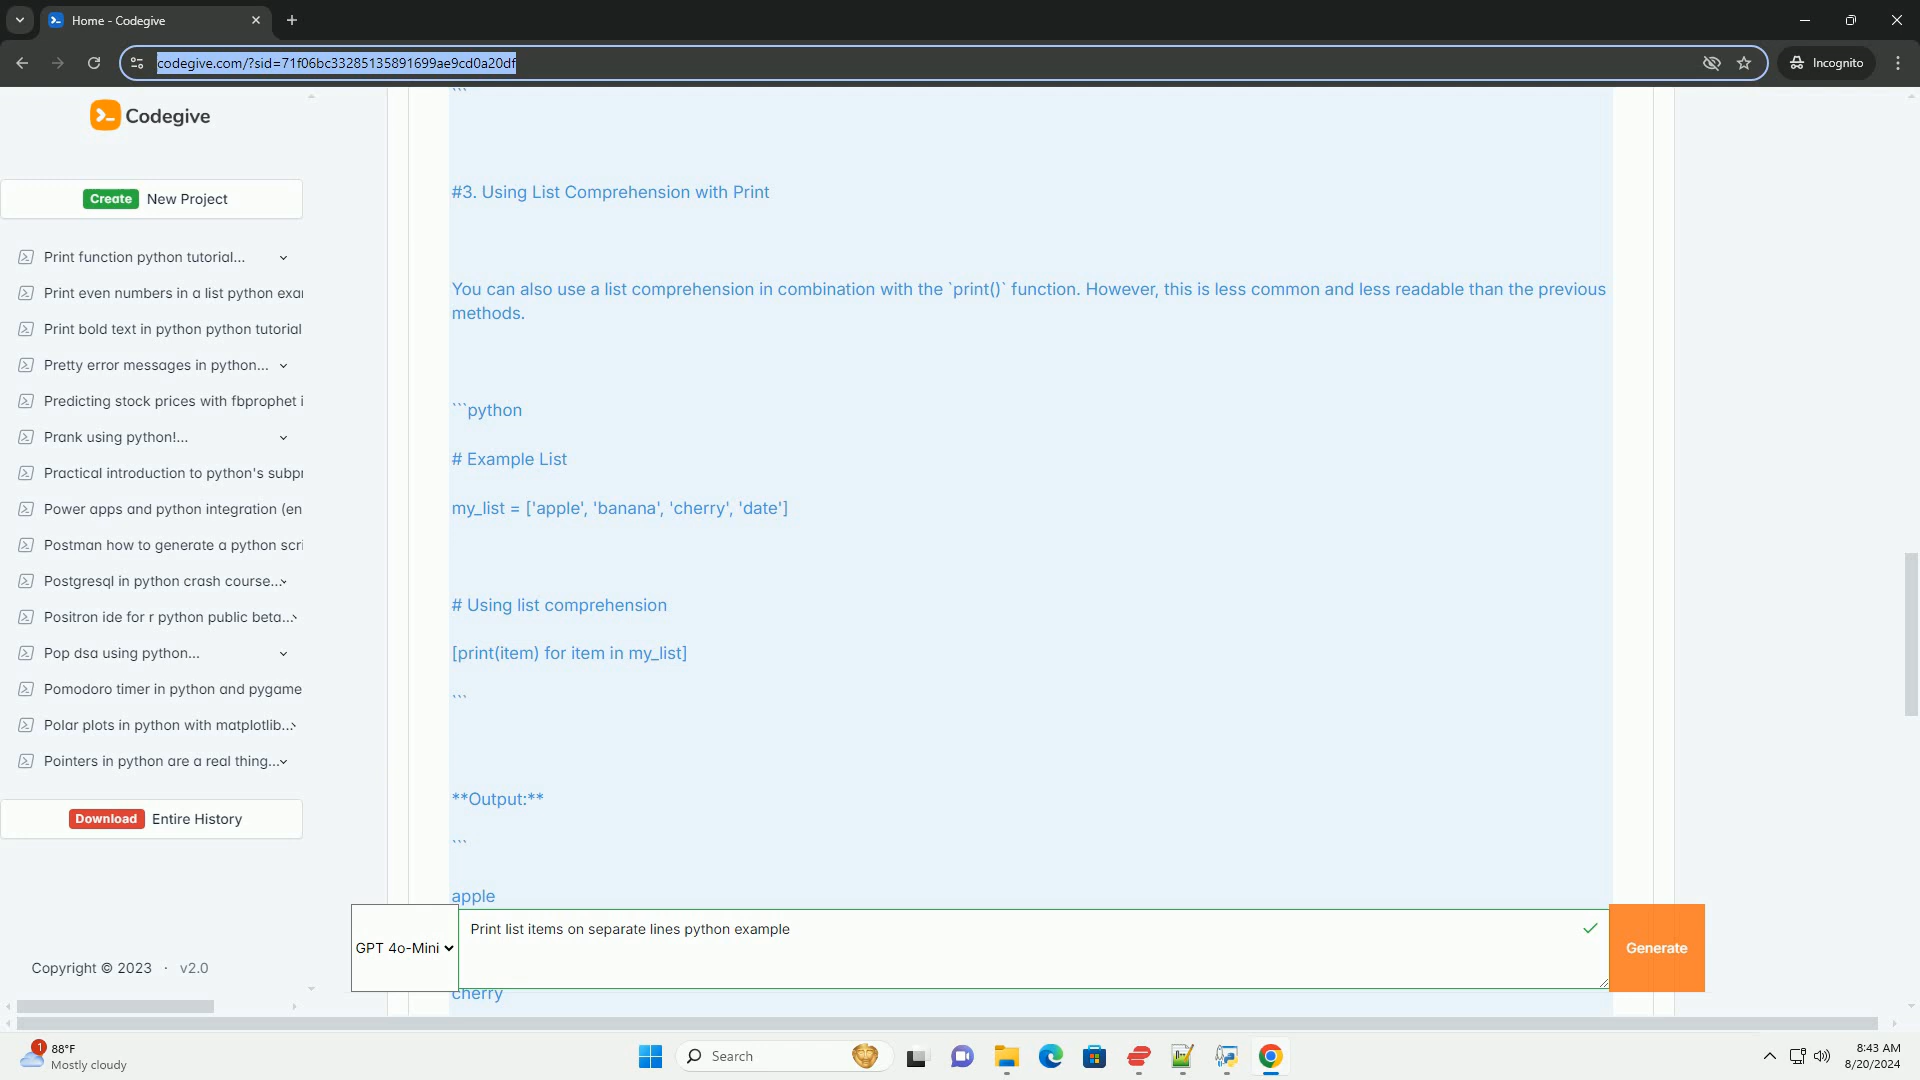 Home - Codegive
codegive.com/?sid=71f06bc33285135891699ae9cd0a20df
Incognito
Codegive
Create New Project
Print function python tutorial...
Print even numbers in a list python exar
Print bold text in python python tutorial
Pretty error messages in python...
Predicting stock prices with fbprophet i
Prank using python!...
Practical introduction to python's subpr
Power apps and python integration (en
Postman how to generate a python scri
Postgresql in python crash course...
Positron ide for r python public beta...
Pop dsa using python...
Pomodoro timer in python and pygame
Polar plots in python with matplotlib...
Pointers in python are a real thing...
Download Entire History
Copyright © 2023 · v2.0
```
#3. Using List Comprehension with Print
You can also use a list comprehension in combination with the `print()` function. However, this is less common and less readable than the previous
methods.
```python
# Example List
my_list = ['apple', 'banana', 'cherry', 'date']
# Using list comprehension
[print(item) for item in my_list]
```
**Output:**
```
apple
GPT 4o-Mini
Print list items on separate lines python example
Generate
cherry
1
88°F
Mostly cloudy
Search
8:43 AM
8/20/2024